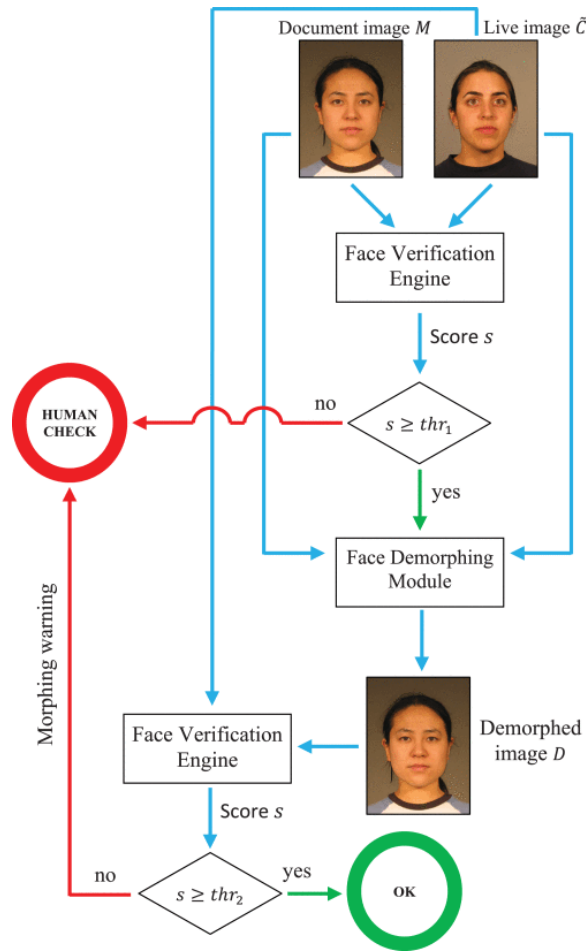 Document image M
Live image C̃
Face Verification
Engine
Score s
no
s ≥ thr₁
HUMAN
CHECK
yes
Face Demorphing
Module
Morphing warning
Face Verification
Engine
Demorphed
image D
Score s
no
s ≥ thr₂
yes
OK